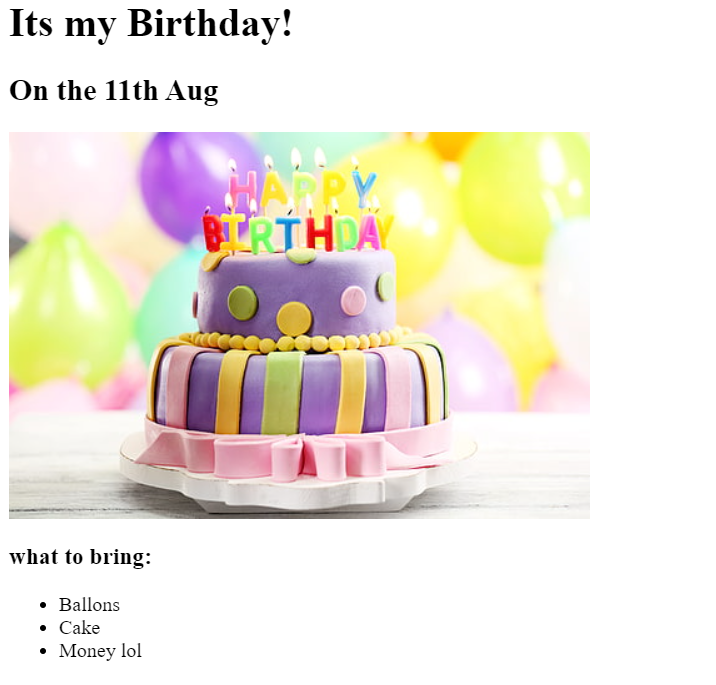 Its my Birthday!
On the 11th Aug
HAPPY
BIRTHDAY
what to bring:
Ballons
Cake
Money lol